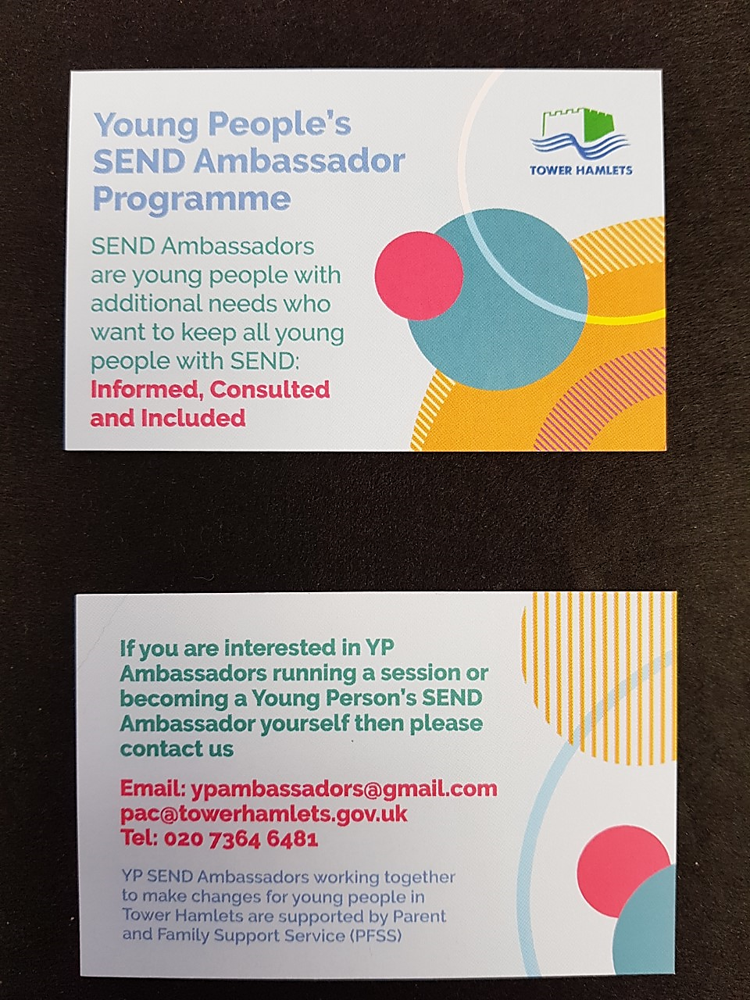 Young People's
SEND Ambassador
Programme
TOWER HAMLETS
SEND Ambassadors
are young people with
additional needs who
want to keep all young
people with SEND:
Informed, Consulted
and Included
If you are interested in YP
Ambassadors running a session or
becoming a Young Person's SEND
Ambassador yourself then please
contact us
Email: ypambassadors@gmail.com
pac@towerhamlets.gov.uk
Tel: 020 7364 6481
YP SEND Ambassadors working together
to make changes for young people in
Tower Hamlets are supported by Parent
and Family Support Service (PFSS)